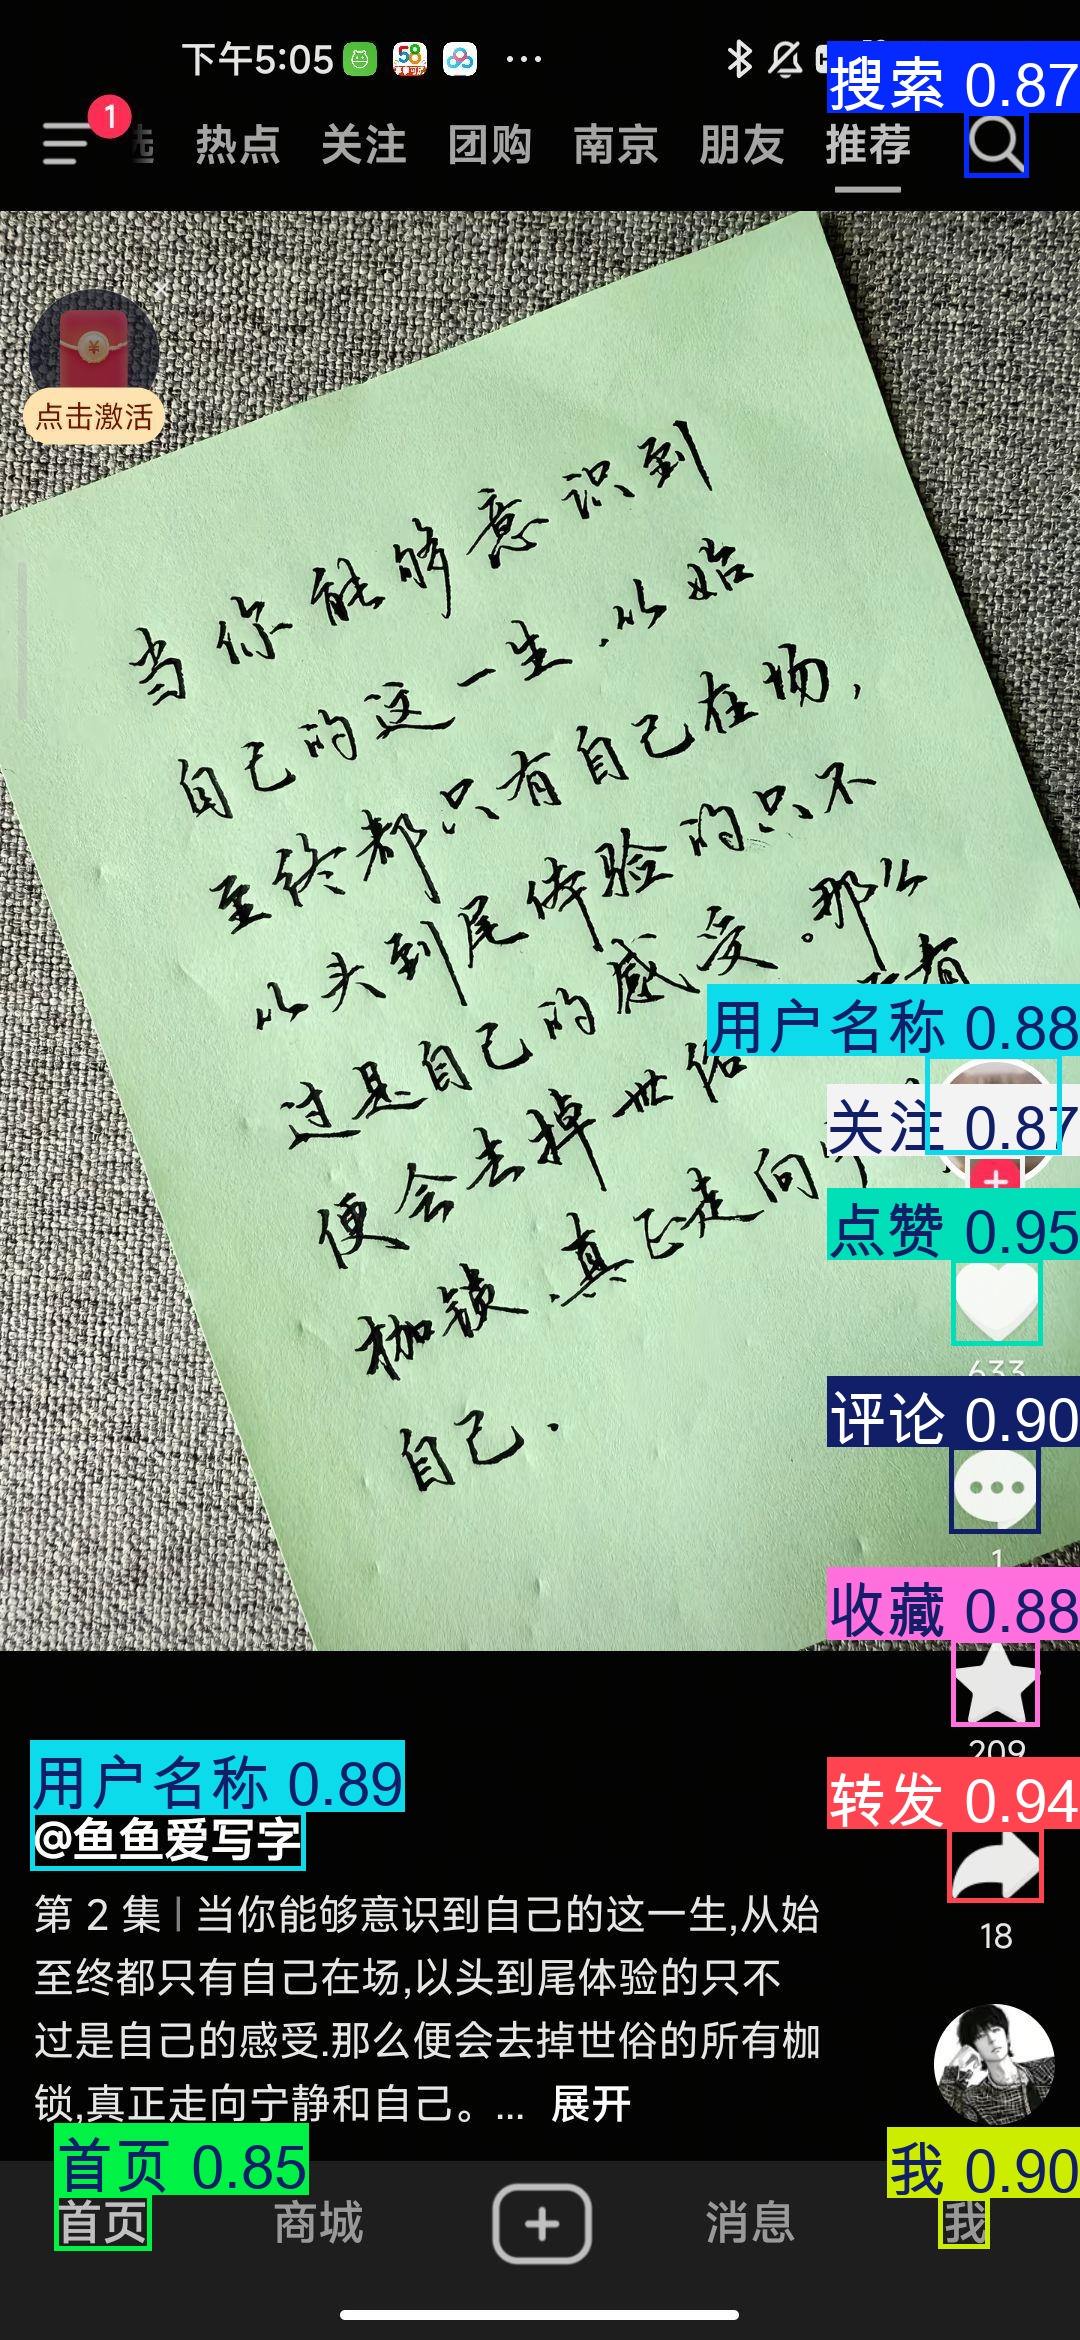 下午5:05
搜索 0.87
1
热点 关注 团购 南京 朋友 推荐
点击激活
当你能够意识到
自己的这一生.从始
至终都只有自己在场,
从头到尾体验的只不
过是自己的感受.那么
便会去掉世俗
枷锁.真正走向
自己.
用户名称 0.88
关注 0.87
点赞 0.95
633
评论 0.90
1
收藏 0.88
209
转发 0.94
18
用户名称 0.89
@鱼鱼爱写字
第 2 集 | 当你能够意识到自己的这一生,从始
至终都只有自己在场,以头到尾体验的只不
过是自己的感受.那么便会去掉世俗的所有枷
锁,真正走向宁静和自己。... 展开
首页 0.85
我 0.90
首页 商城 消息 我